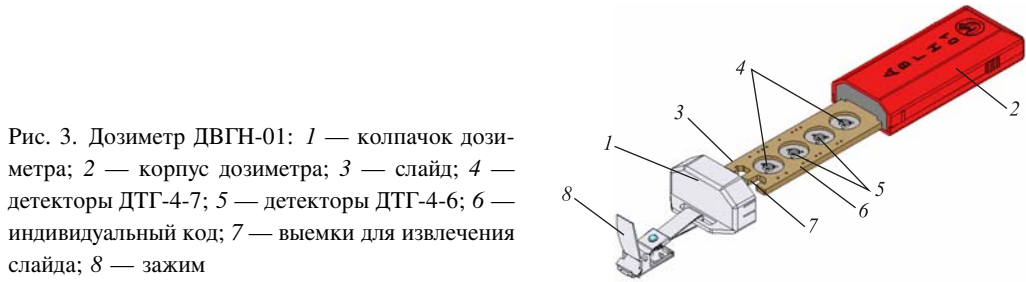 Рис. 3. Дозиметр ДВГН-01: 1 — колпачок дози-
метра; 2 — корпус дозиметра; 3 — слайд; 4 —
детекторы ДТГ-4-7; 5 — детекторы ДТГ-4-6; 6 —
индивидуальный код; 7 — выемки для извлечения
слайда; 8 — зажим
ДВГН 01
4
3
2
1
5
6
8
7